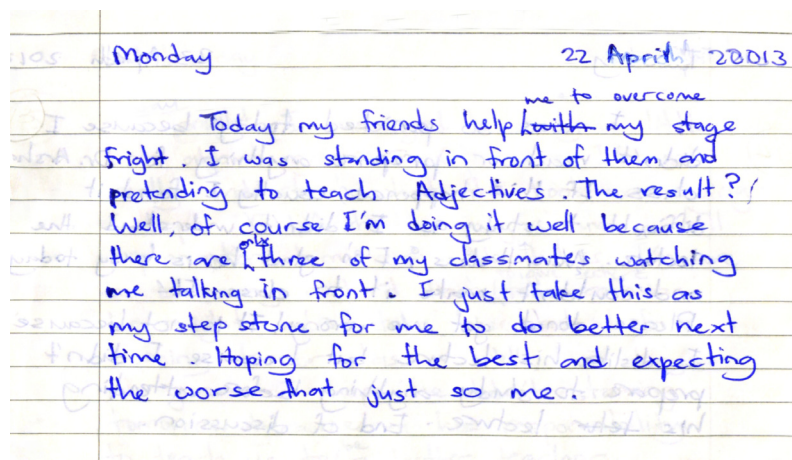 Monday 22 April 20013
me to overcome
Today my friends help with my stage
fright. I was standing in front of them and
pretending to teach Adjectives. The result?!
Well, of course I'm doing it well because
only
there are three of my classmates watching
me talking in front. I just take this as
my step stone for me to do better next
time. Hoping for the best and expecting
the worse that just so me.